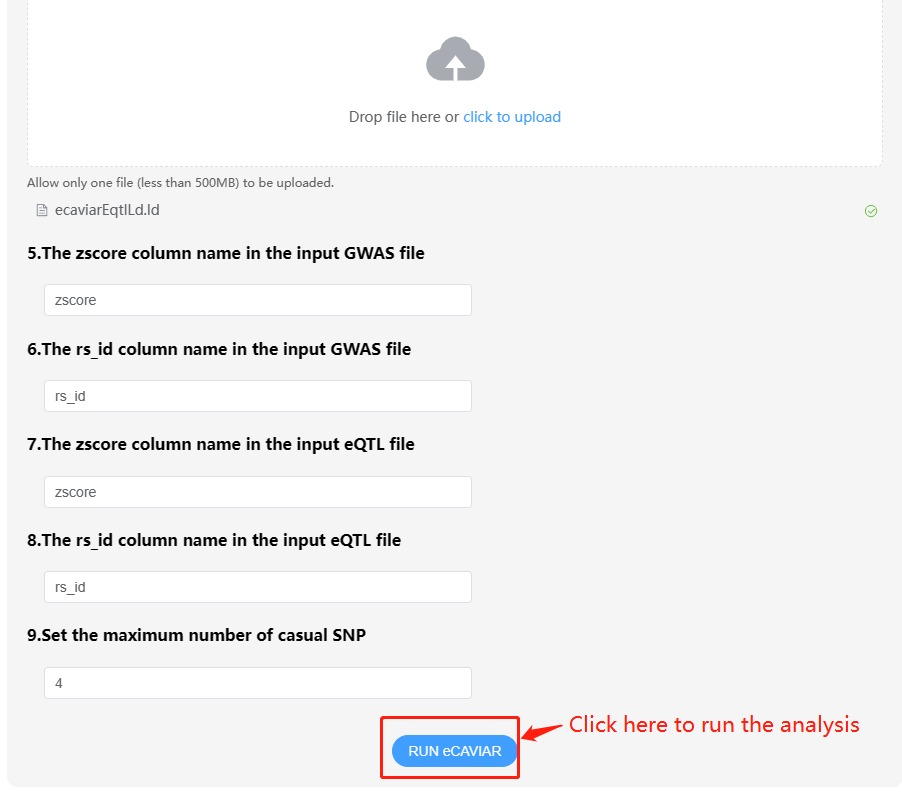 Drop file here or click to upload
Allow only one file (less than 500MB) to be uploaded.
ecaviarEqtlLd.ld
5.The zscore column name in the input GWAS file
zscore
6.The rs_id column name in the input GWAS file
rs_id
7.The zscore column name in the input eQTL file
zscore
8.The rs_id column name in the input eQTL file
rs_id
9.Set the maximum number of casual SNP
4
Click here to run the analysis
RUN eCAVIAR